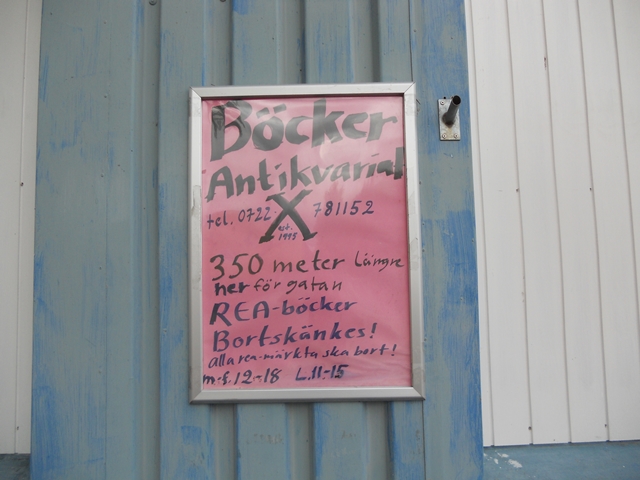 Böcker
Antikvariat
X
tel. 0722- 781152
est.
1995
350 meter längre
ner för gatan
REA-böcker
Bortskänkes!
alla rea-märkta ska bort!
m-f. 12-18 L. 11-15